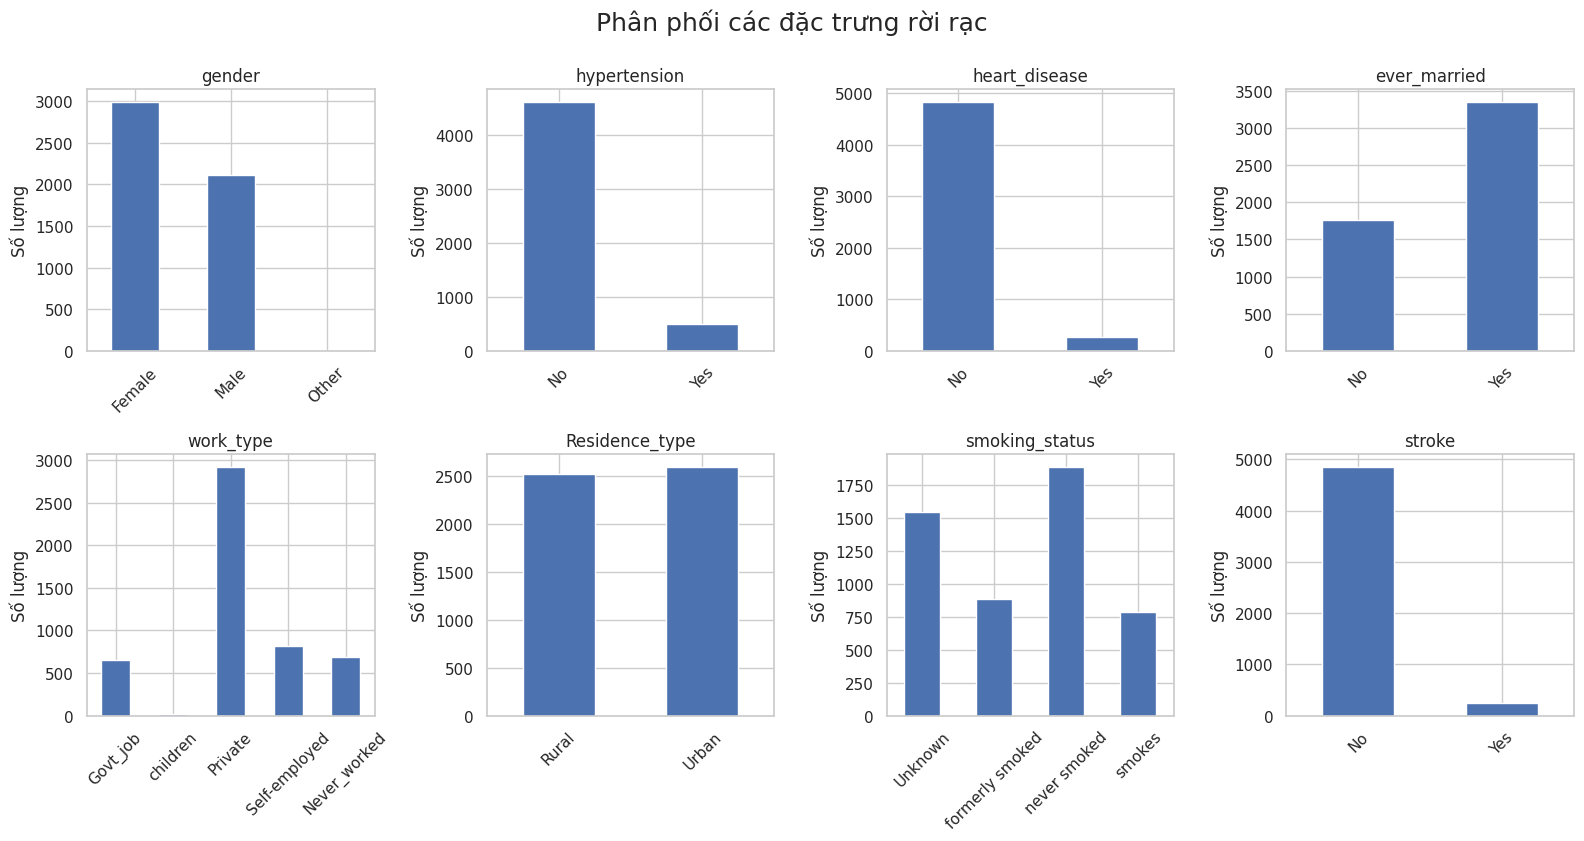 Phân phối các đặc trưng rời rạc
gender
Số lượng
3000
2500
2000
1500
1000
500
0
Female
Male
Other
hypertension
Số lượng
4000
3000
2000
1000
0
No
Yes
heart_disease
Số lượng
5000
4000
3000
2000
1000
0
No
Yes
ever_married
Số lượng
3500
3000
2500
2000
1500
1000
500
0
No
Yes
work_type
Số lượng
3000
2500
2000
1500
1000
500
0
Govt_job
children
Private
Self-employed
Never_worked
Residence_type
Số lượng
2500
2000
1500
1000
500
0
Rural
Urban
smoking_status
Số lượng
1750
1500
1250
1000
750
500
250
0
Unknown
formerly smoked
never smoked
smokes
stroke
Số lượng
5000
4000
3000
2000
1000
0
No
Yes